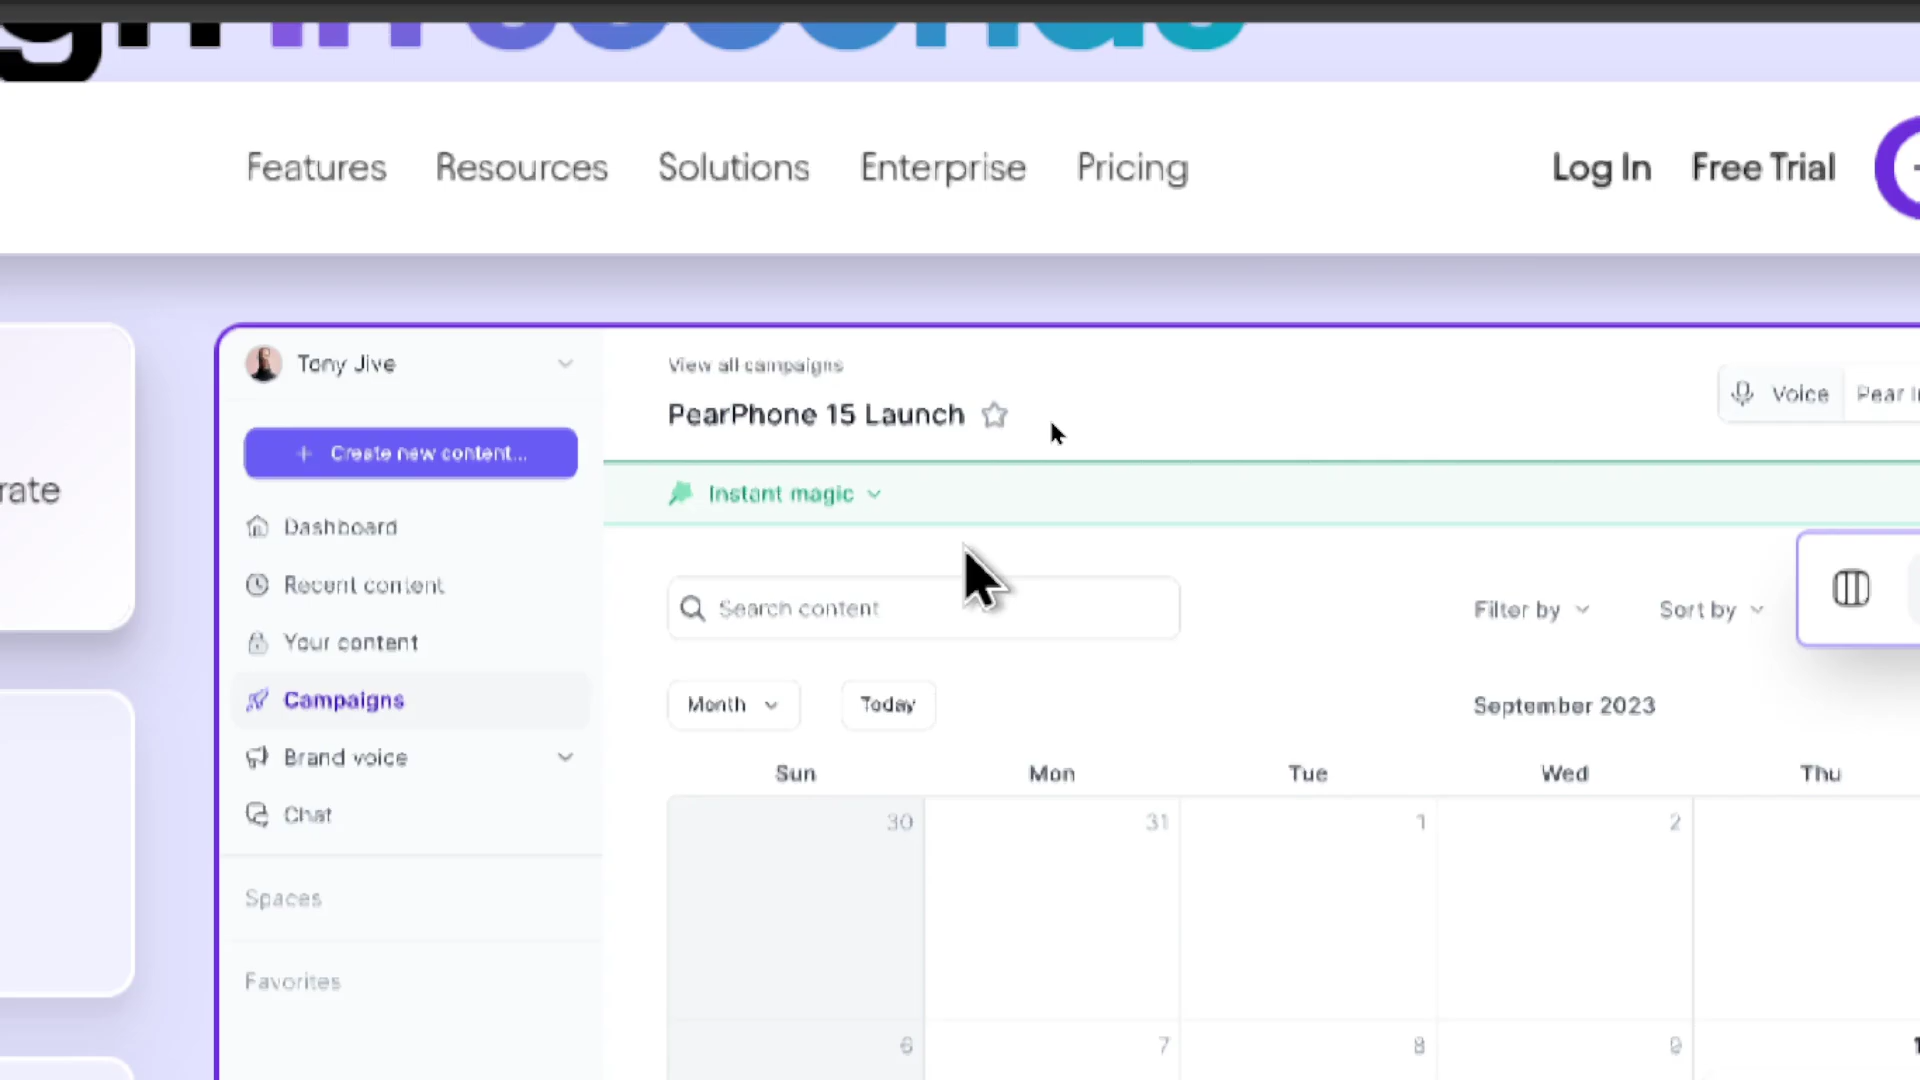 in seconds
Features Resources Solutions Enterprise Pricing Log In Free Trial
Tony Jive
View all campaigns
PearPhone 15 Launch
Voice Pear
rate
+ Create new content...
Instant magic
Dashboard
Recent content
Your content
Campaigns
Brand voice
Chat
Spaces
Favorites
Search content
Filter by Sort by
Month Today September 2023
Sun Mon Tue Wed Thu
30 31 1 2
6 7 8 9